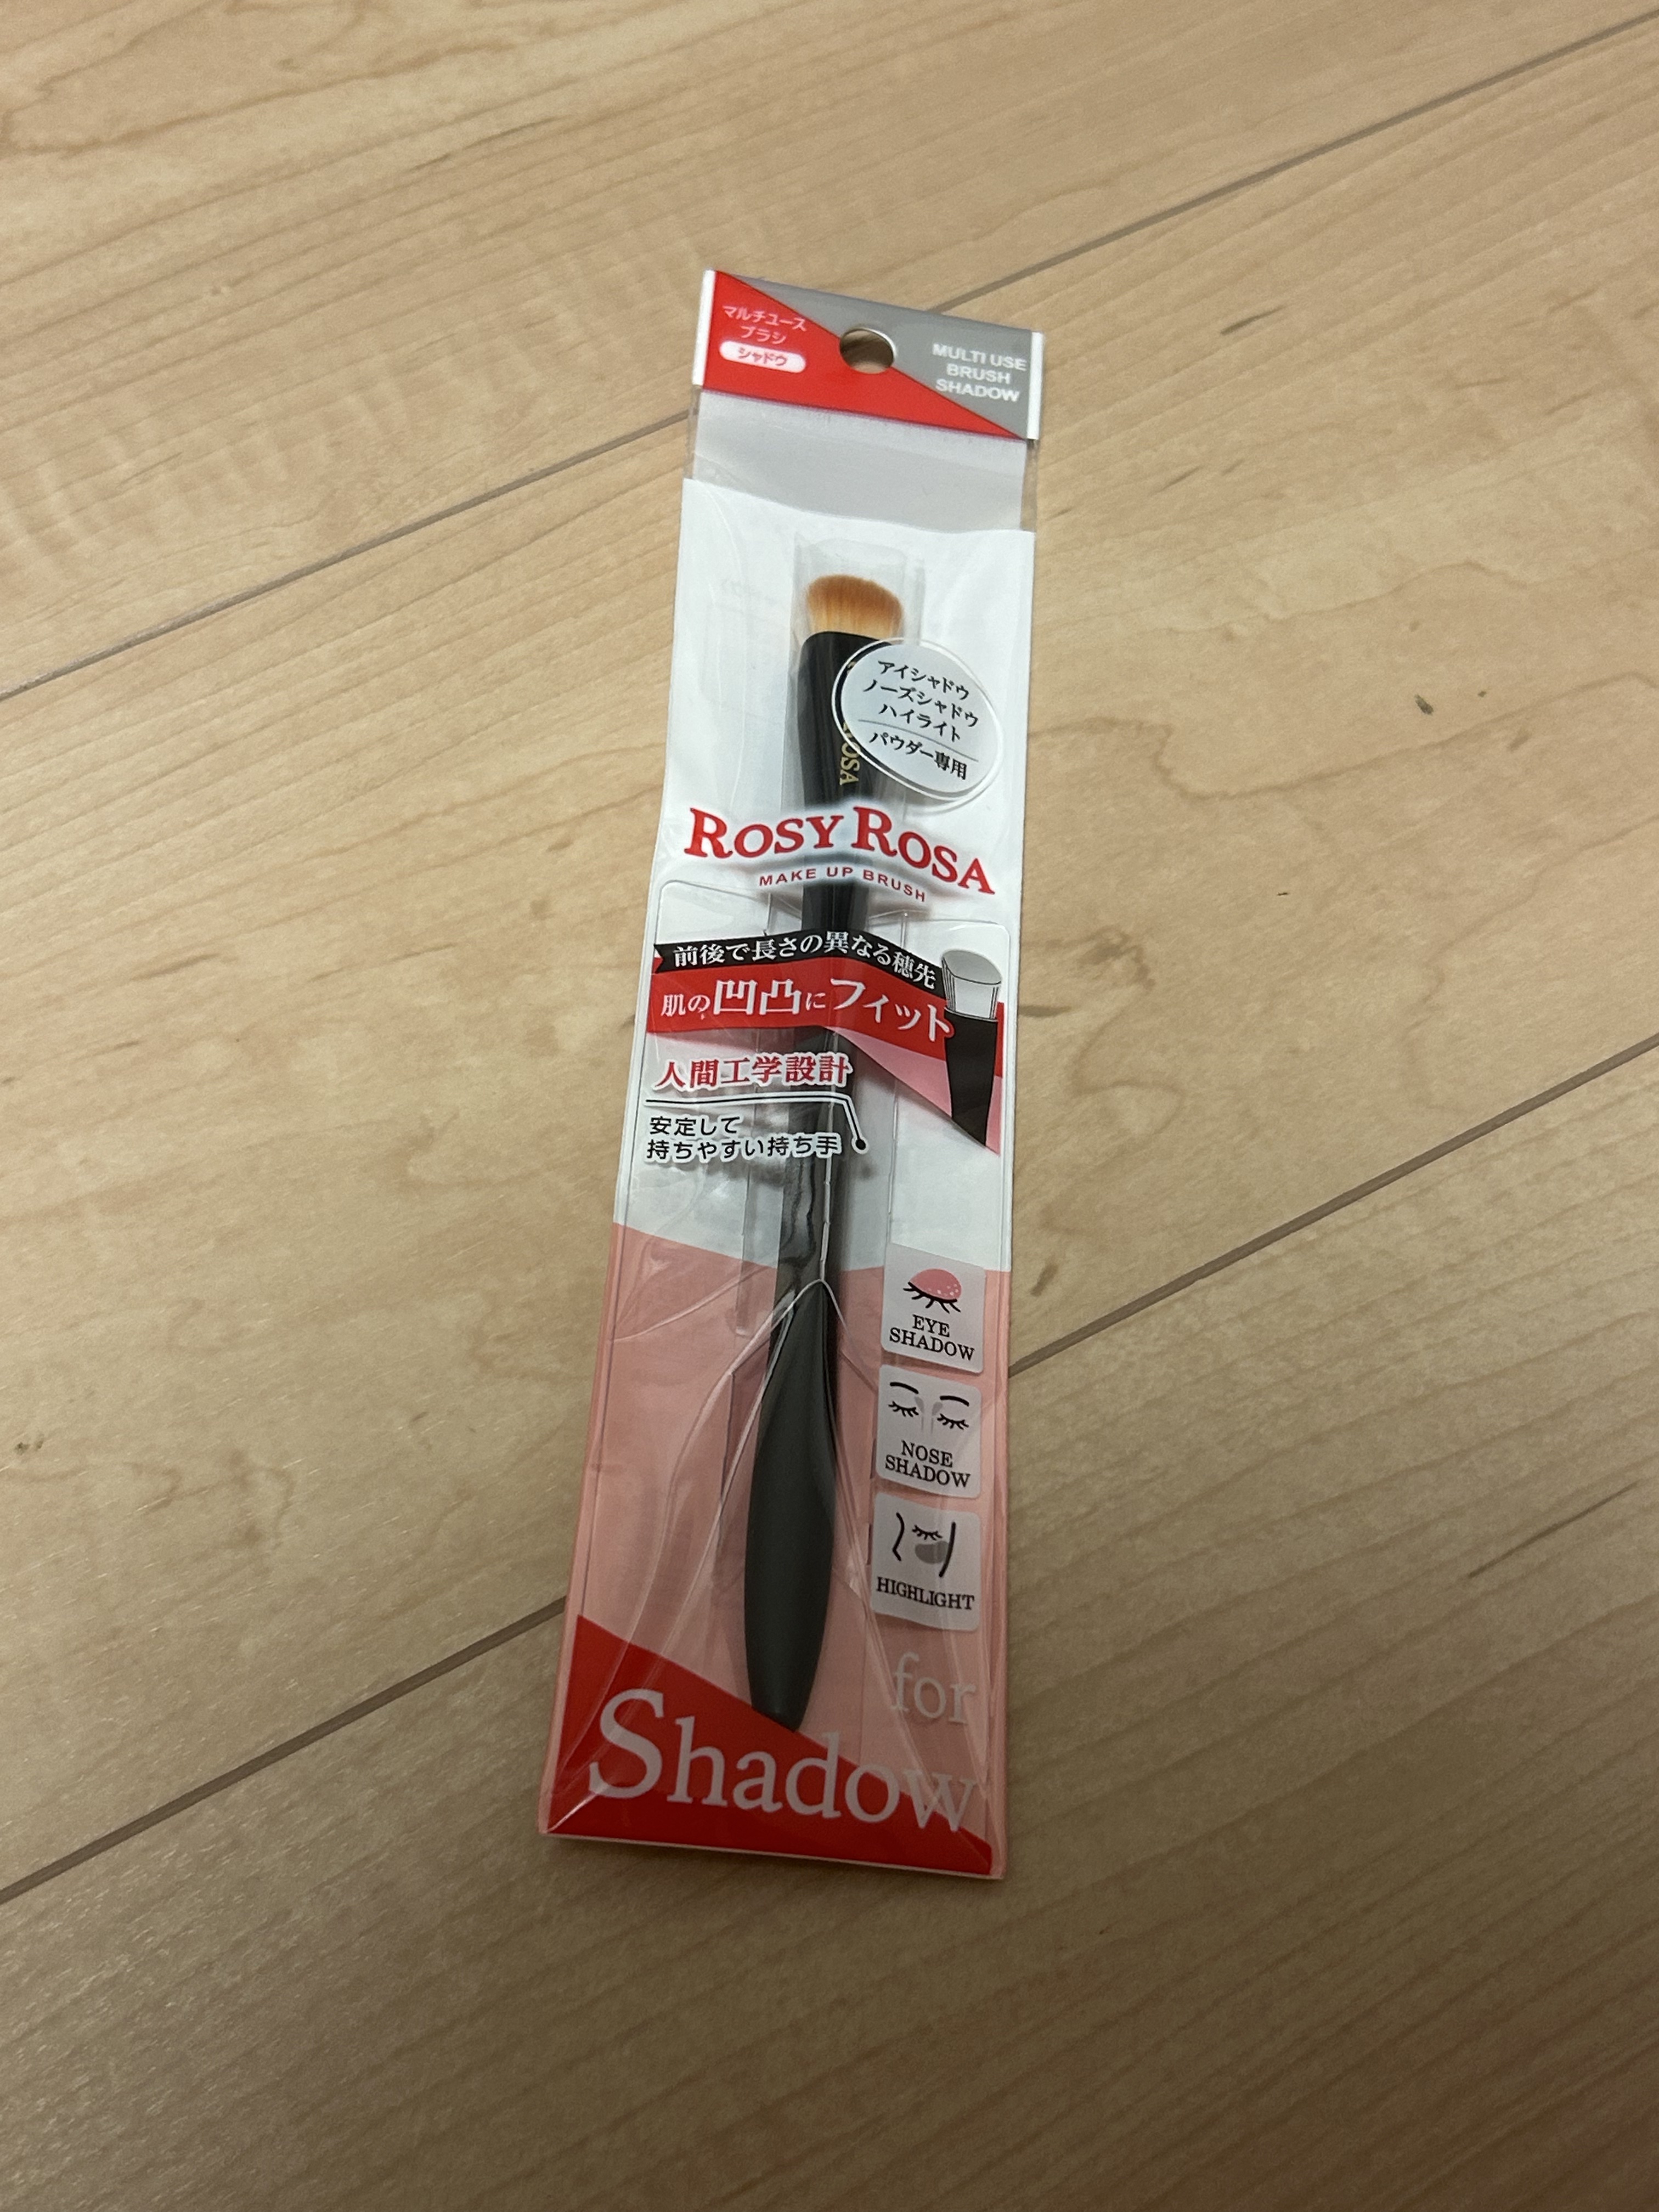 マルチユース
ブラシ
シャドウ
MULTI USE
BRUSH
SHADOW
アイシャドウ
ノーズシャドウ
ハイライト
パウダー専用
OSA
ROSY ROSA
MAKE UP BRUSH
前後で長さの異なる穂先
肌の凹凸にフィット
人間工学設計
安定して
持ちやすい持ち手
EYE
SHADOW
NOSE
SHADOW
HIGHLIGHT
for
Shadow